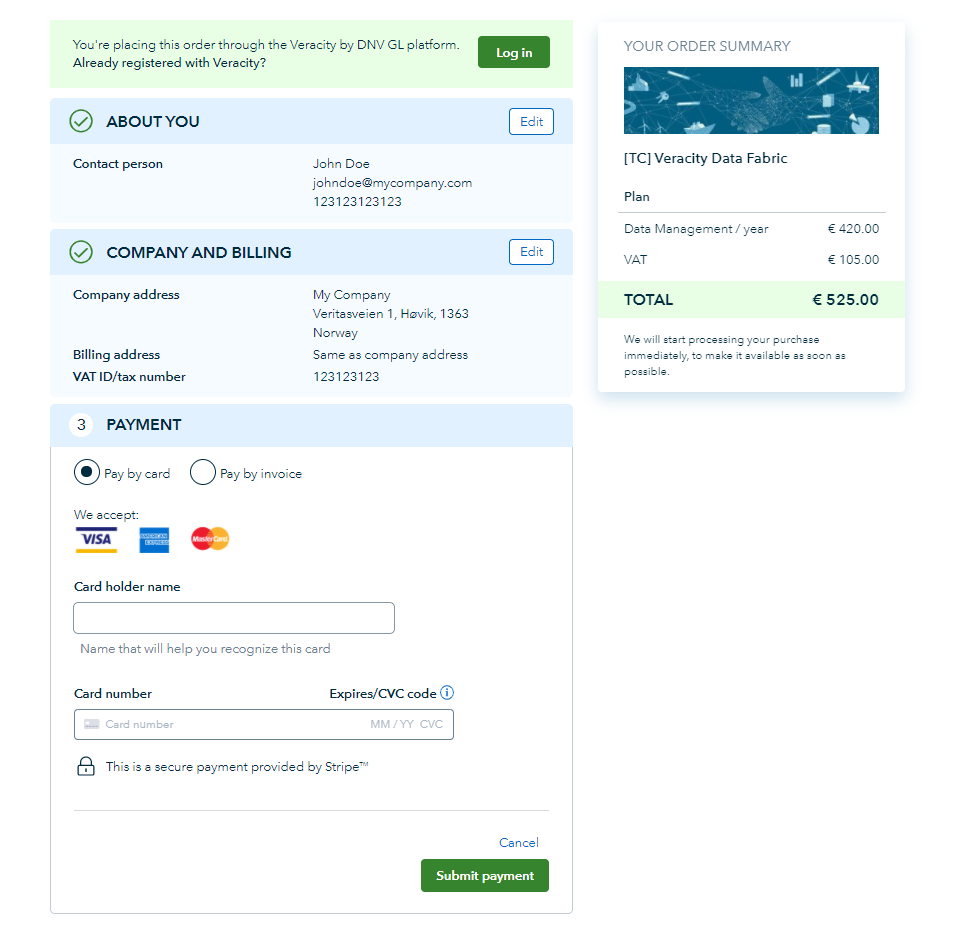 You're placing this order through the Veracity by DNV GL platform.
Already registered with Veracity?
Log in
ABOUT YOU
Edit
Contact person
John Doe
johndoe@mycompany.com
123123123123
COMPANY AND BILLING
Edit
Company address
My Company
Veritasveien 1, Høvik, 1363
Norway
Billing address
Same as company address
VAT ID/tax number
123123123
3 PAYMENT
Pay by card
Pay by invoice
We accept:
VISA
AMERICAN EXPRESS
MasterCard
Card holder name
Name that will help you recognize this card
Card number
Expires/CVC code
Card number
MM / YY CVC
This is a secure payment provided by Stripe™
Cancel
Submit payment
YOUR ORDER SUMMARY
[TC] Veracity Data Fabric
Plan
Data Management / year € 420.00
VAT € 105.00
TOTAL € 525.00
We will start processing your purchase
immediately, to make it available as soon as
possible.